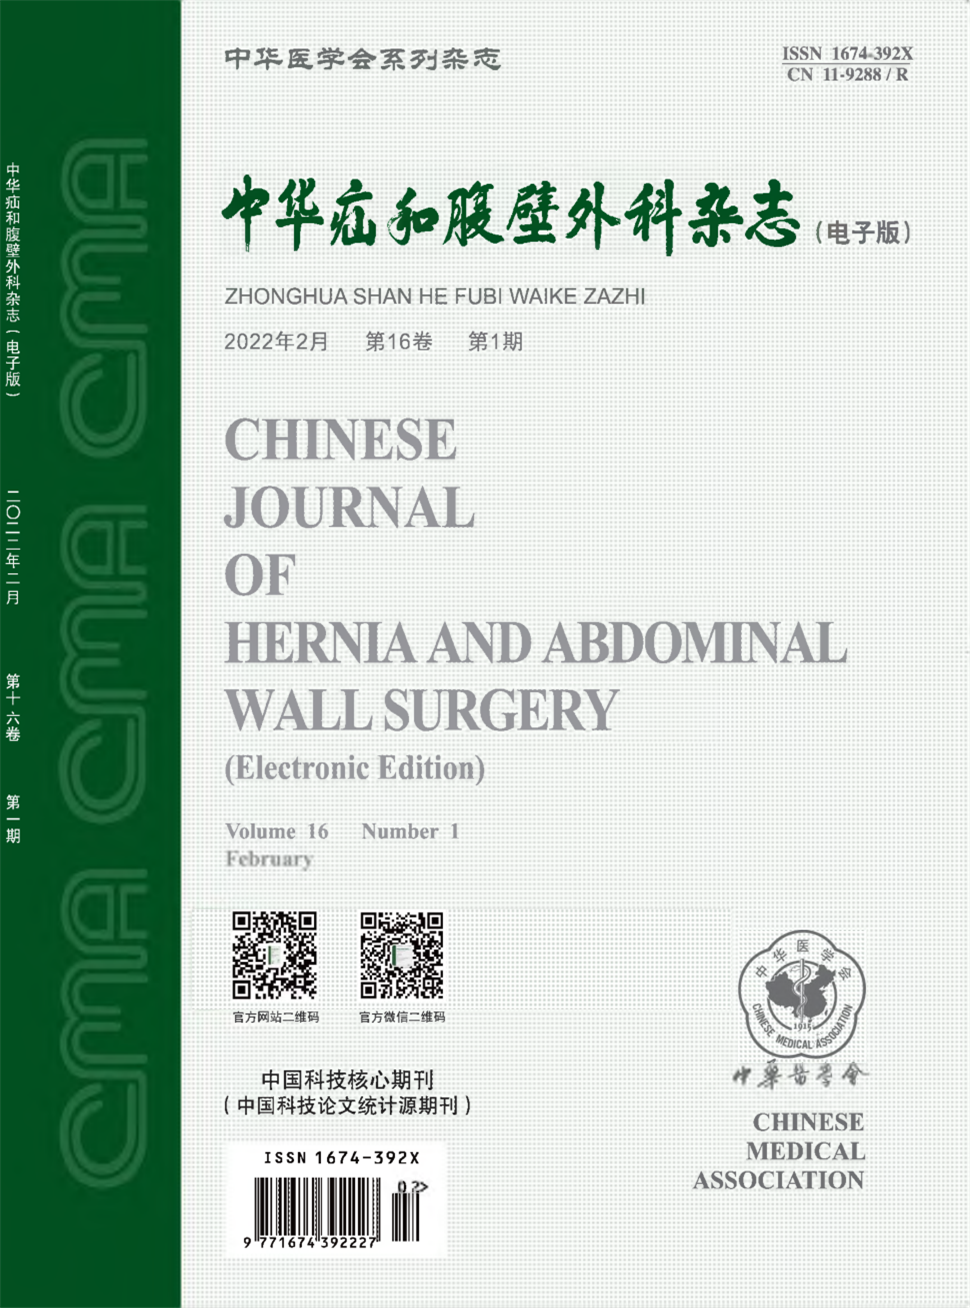 中华医学会系列杂志
ISSN 1674-392X
CN 11-9288 / R
中华疝和腹壁外科杂志（电子版）
ZHONGHUA SHAN HE FUBI WAIKE ZAZHI
2022年2月 第16卷 第1期
CHINESE
JOURNAL
OF
HERNIA AND ABDOMINAL
WALL SURGERY
(Electronic Edition)
Volume 16 Number 1
February
官方网站二维码 官方微信二维码
中国科技核心期刊
（中国科技论文统计源期刊）
ISSN 1674-392X
02>
9 771674 392227
中华医学会
1915
CHINESE MEDICAL ASSOCIATION
中华医学会
CHINESE
MEDICAL
ASSOCIATION
中华疝和腹壁外科杂志（电子版） 二〇二二年二月 第十六卷 第一期
CMA CMA CMA